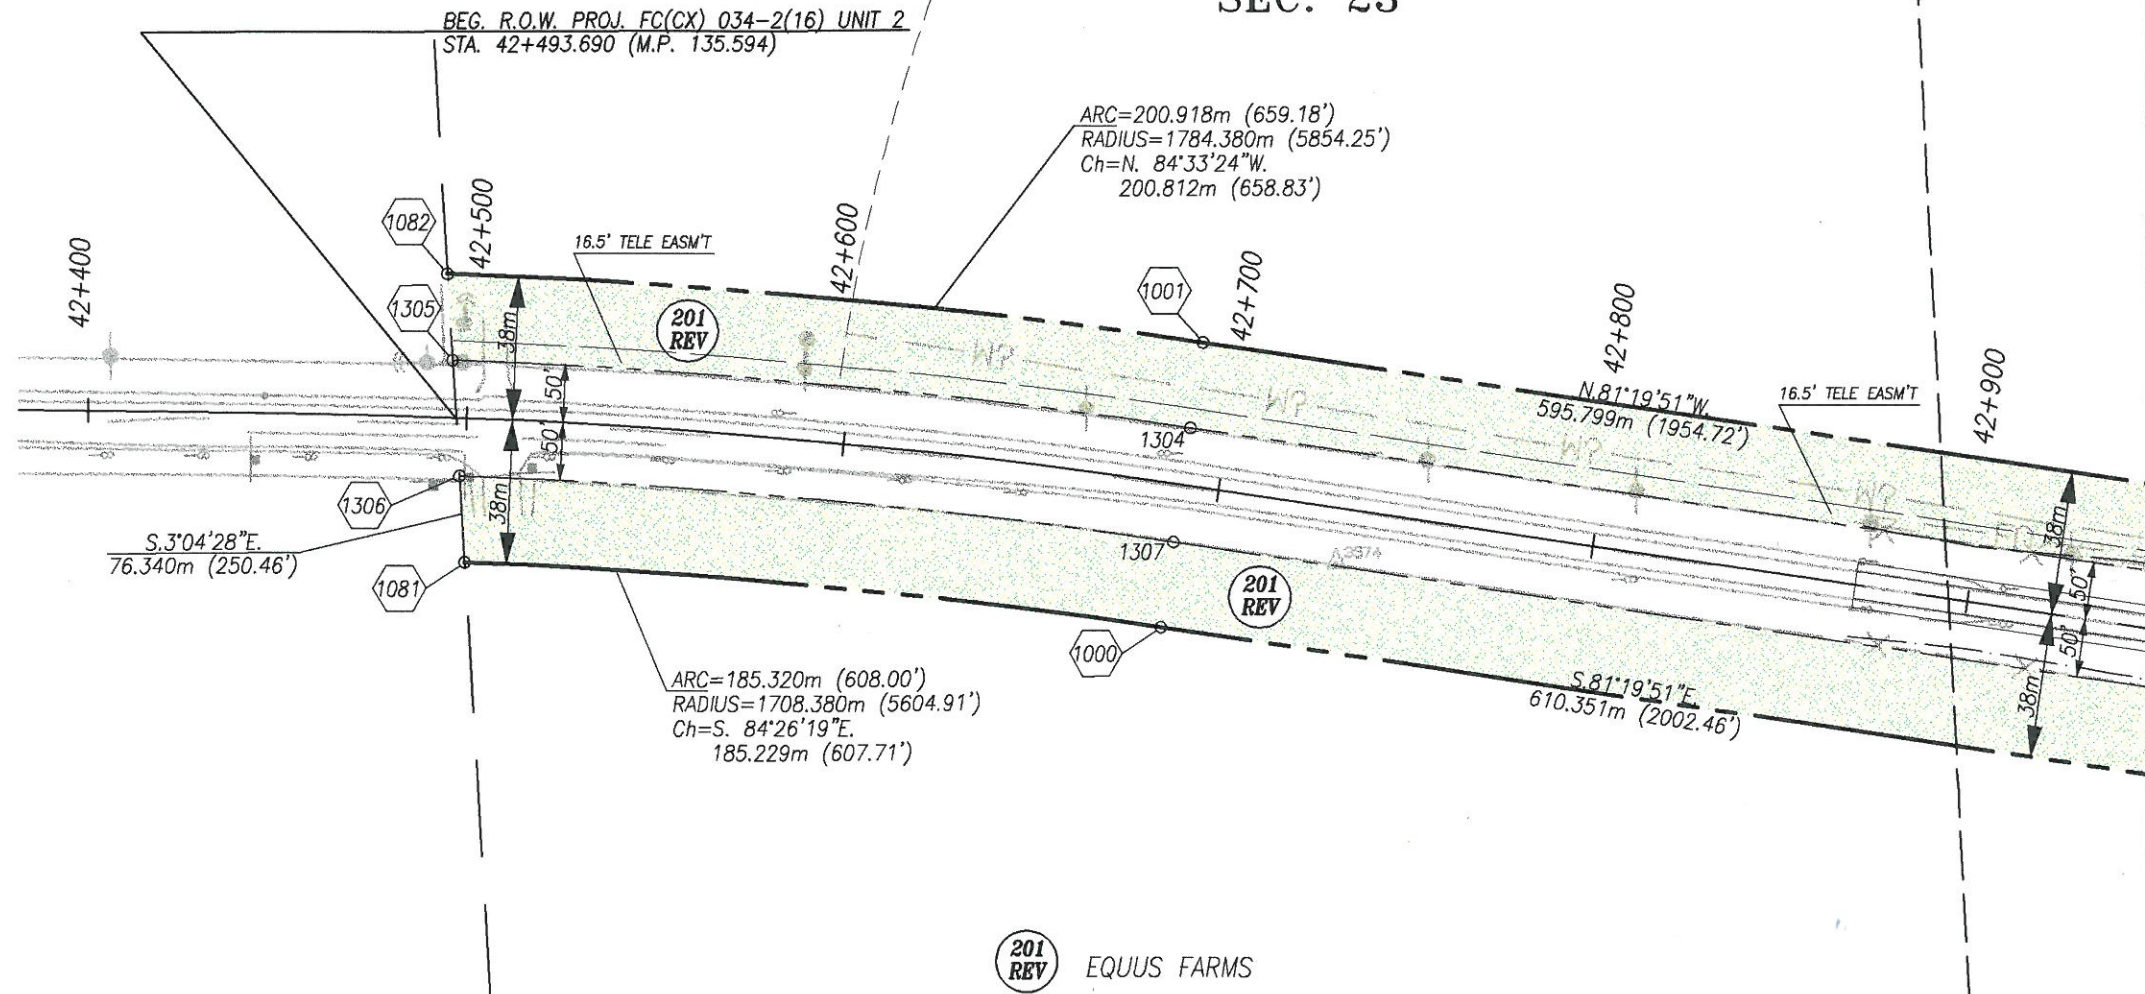 SEC. 23
BEG. R.O.W. PROJ. FC(CX) 034-2(16) UNIT 2
STA. 42+493.690 (M.P. 135.594)
ARC=200.918m (659.18')
RADIUS=1784.380m (5854.25')
Ch=N. 84°33'24"W.
200.812m (658.83')
42+400
1082
42+500
16.5' TELE EASM'T
42+600
1001
42+700
42+800
42+900
1305
38m
201
REV
50'
50'
38m
N.81°19'51"W.
595.799m (1954.72')
16.5' TELE EASM'T
1304
1306
S.3°04'28"E.
76.340m (250.46')
1081
1307
201
REV
1000
38m
50'
50'
38m
S.81°19'51"E.
610.351m (2002.46')
ARC=185.320m (608.00')
RADIUS=1708.380m (5604.91')
Ch=S. 84°26'19"E.
185.229m (607.71')
201
REV
EQUUS FARMS